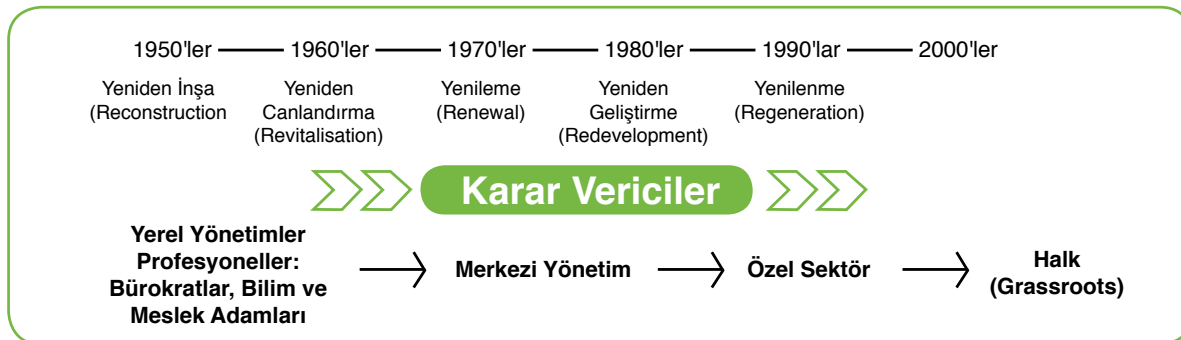 1950'ler 1960'ler 1970'ler 1980'ler 1990'lar 2000'ler
Yeniden İnşa
(Reconstruction
Yeniden
Canlandırma
(Revitalisation)
Yenileme
(Renewal)
Yeniden
Geliştirme
(Redevelopment)
Yenilenme
(Regeneration)
Karar Vericiler
Yerel Yönetimler
Profesyoneller:
Bürokratlar, Bilim ve
Meslek Adamları
Merkezi Yönetim
Özel Sektör
Halk
(Grassroots)